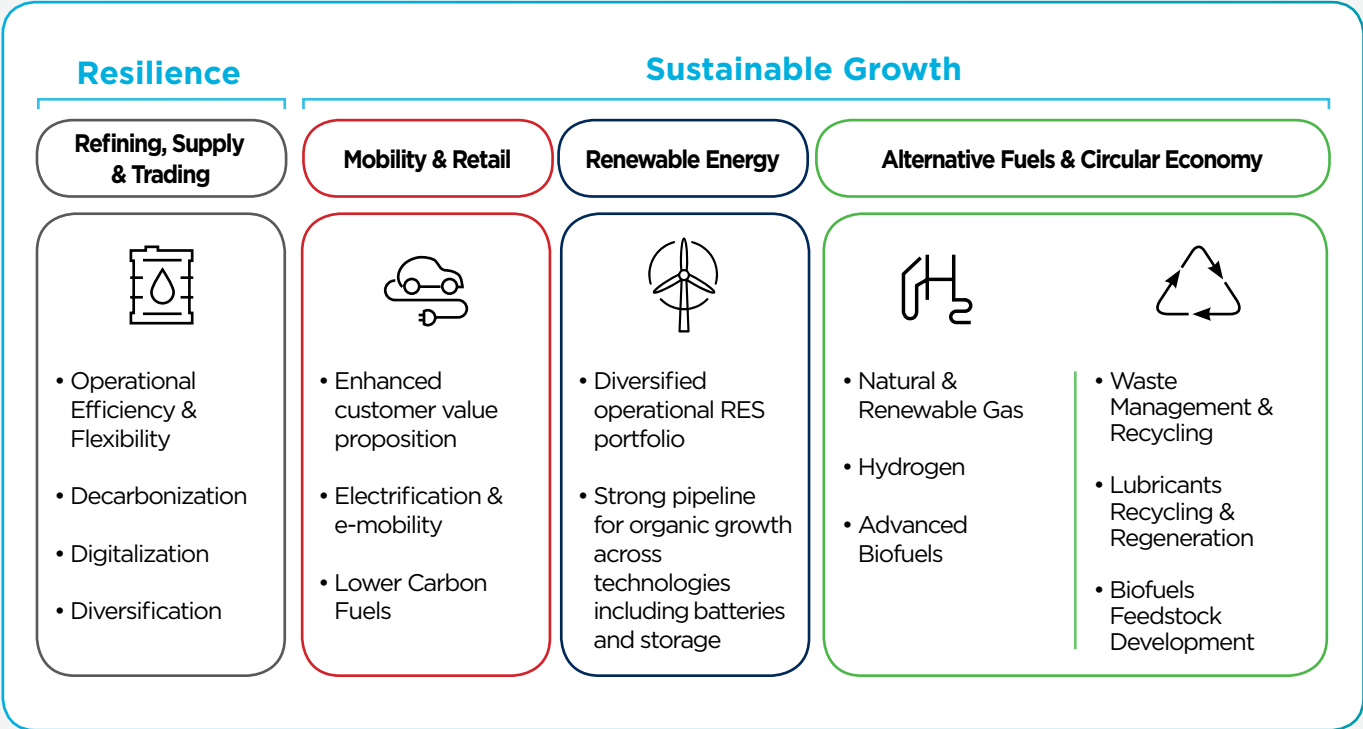 Resilience
Sustainable Growth
Refining, Supply
& Trading
Mobility & Retail
Renewable Energy
Alternative Fuels & Circular Economy
• Operational
Efficiency &
Flexibility
• Decarbonization
• Digitalization
• Diversification
• Enhanced
customer value
proposition
• Electrification &
e-mobility
• Lower Carbon
Fuels
• Diversified
operational RES
portfolio
• Strong pipeline
for organic growth
across
technologies
including batteries
and storage
• Natural &
Renewable Gas
• Hydrogen
• Advanced
Biofuels
• Waste
Management &
Recycling
• Lubricants
Recycling &
Regeneration
• Biofuels
Feedstock
Development